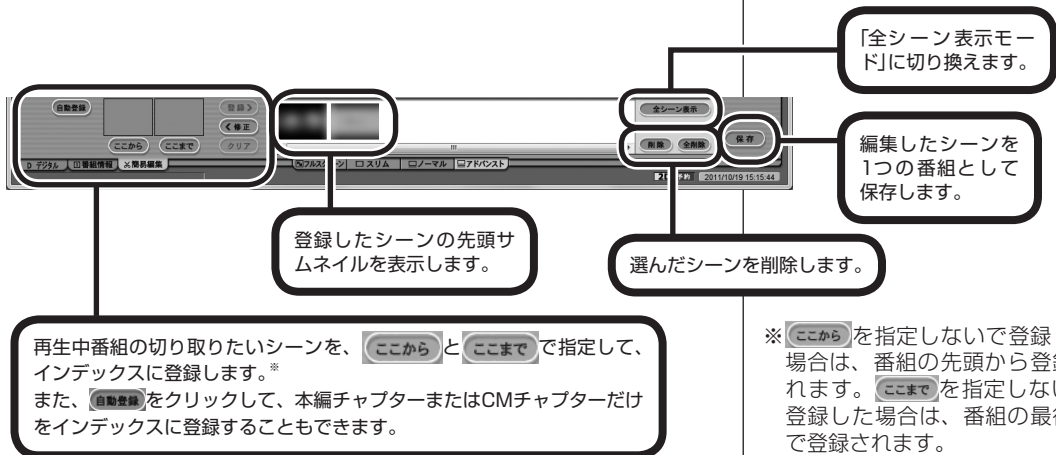 「全シーン表示モー
ド」に切り換えます。
自動登録
登録>
<修正
ここから
ここまで
クリア
全シーン表示
削除
全削除
保存
D デジタル
番組情報
簡易編集
スリム
ノーマル
アドバンスト
2011/10/19 15:15:44
編集したシーンを
1つの番組として
保存します。
登録したシーンの先頭サ
ムネイルを表示します。
選んだシーンを削除します。
再生中番組の切り取りたいシーンを、 ここから と ここまで で指定して、
インデックスに登録します。※
また、自動登録をクリックして、本編チャプターまたはCMチャプターだけ
をインデックスに登録することもできます。
※ ここから を指定しないで登録
場合は、番組の先頭から登
れます。 ここまで を指定しな
登録した場合は、番組の最
で登録されます。